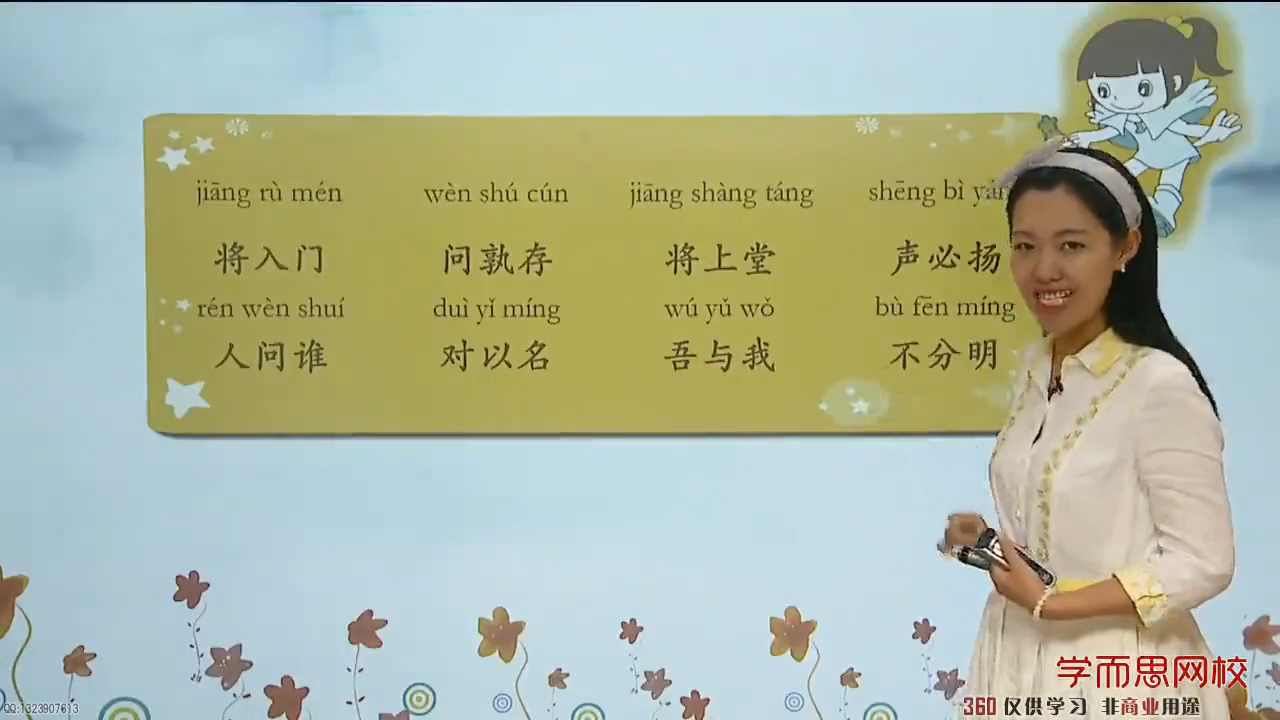 jiāng rù mén wèn shú cún jiāng shàng táng shēng bì yán
将入门 问孰存 将上堂 声必扬
rén wèn shuí duì yǐ míng wú yǔ wǒ bù fēn míng
人问谁 对以名 吾与我 不分明
学而思网校
360 仅供学习 非商业用途
QQ:1323907613